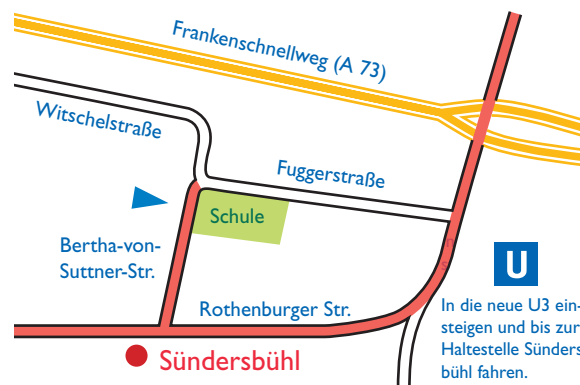 Frankenschnellweg (A 73)
Witschelstraße
Fuggerstraße
Schule
Bertha-von-
Suttner-Str.
Rothenburger Str.
Sündersbühl
U
In die neue U3 ein-
steigen und bis zur
Haltestelle Sünders
bühl fahren.